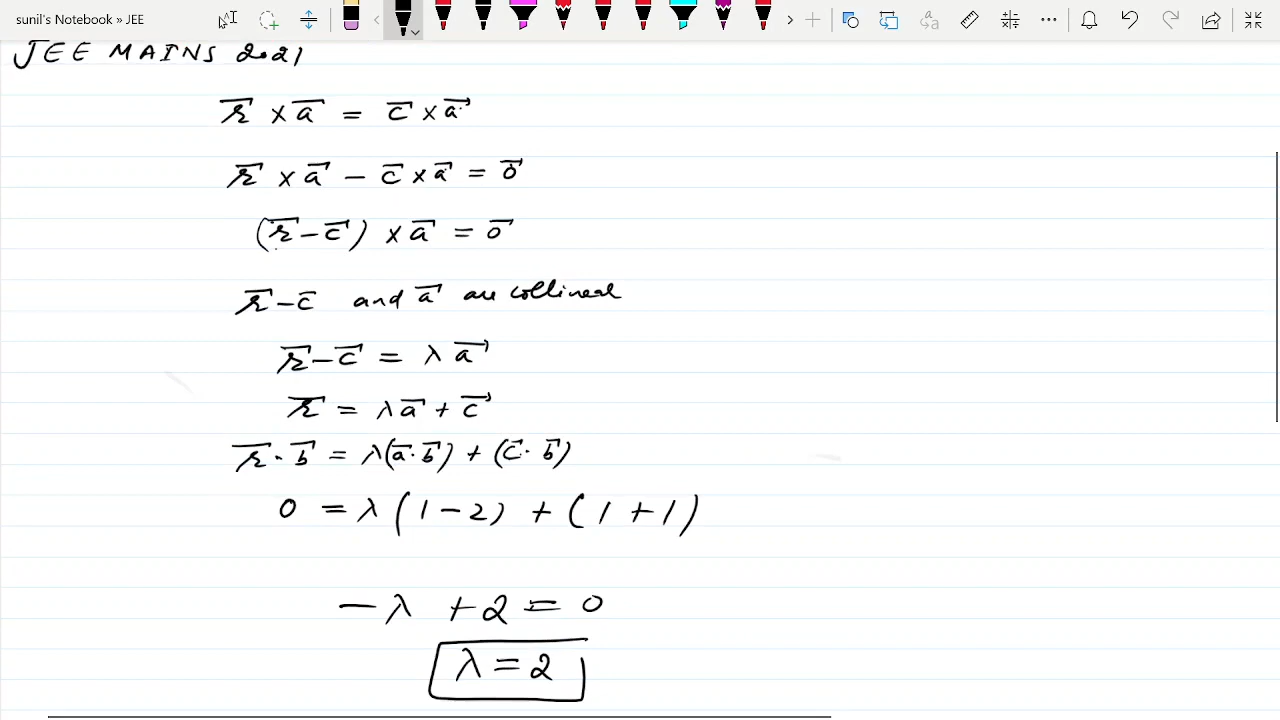 sunil's Notebook » JEE
JEE MAINS 2021
r⃗ × a⃗ = c⃗ × a⃗
r⃗ × a⃗ − c⃗ × a⃗ = 0⃗
(r⃗ − c⃗) × a⃗ = 0⃗
r⃗ − c⃗ and a⃗ are collinear
r⃗ − c⃗ = λ a⃗
r⃗ = λ a⃗ + c⃗
r⃗ · b⃗ = λ(a⃗ · b⃗) + (c⃗ · b⃗)
0 = λ (1 − 2) + (1 + 1)
− λ + 2 = 0
λ = 2